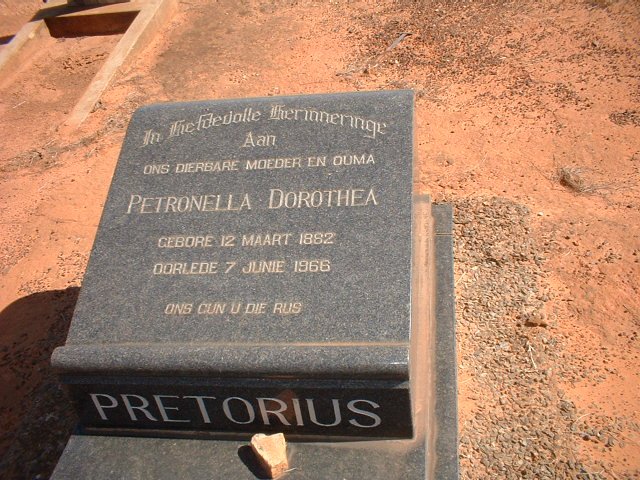 In Liefdevolle Herinneringe
Aan
ONS DIERBARE MOEDER EN OUMA
PETRONELLA DOROTHEA
GEBORE 12 MAART 1882
OORLEDE 7 JUNIE 1966
ONS GUN U DIE RUS
PRETORIUS